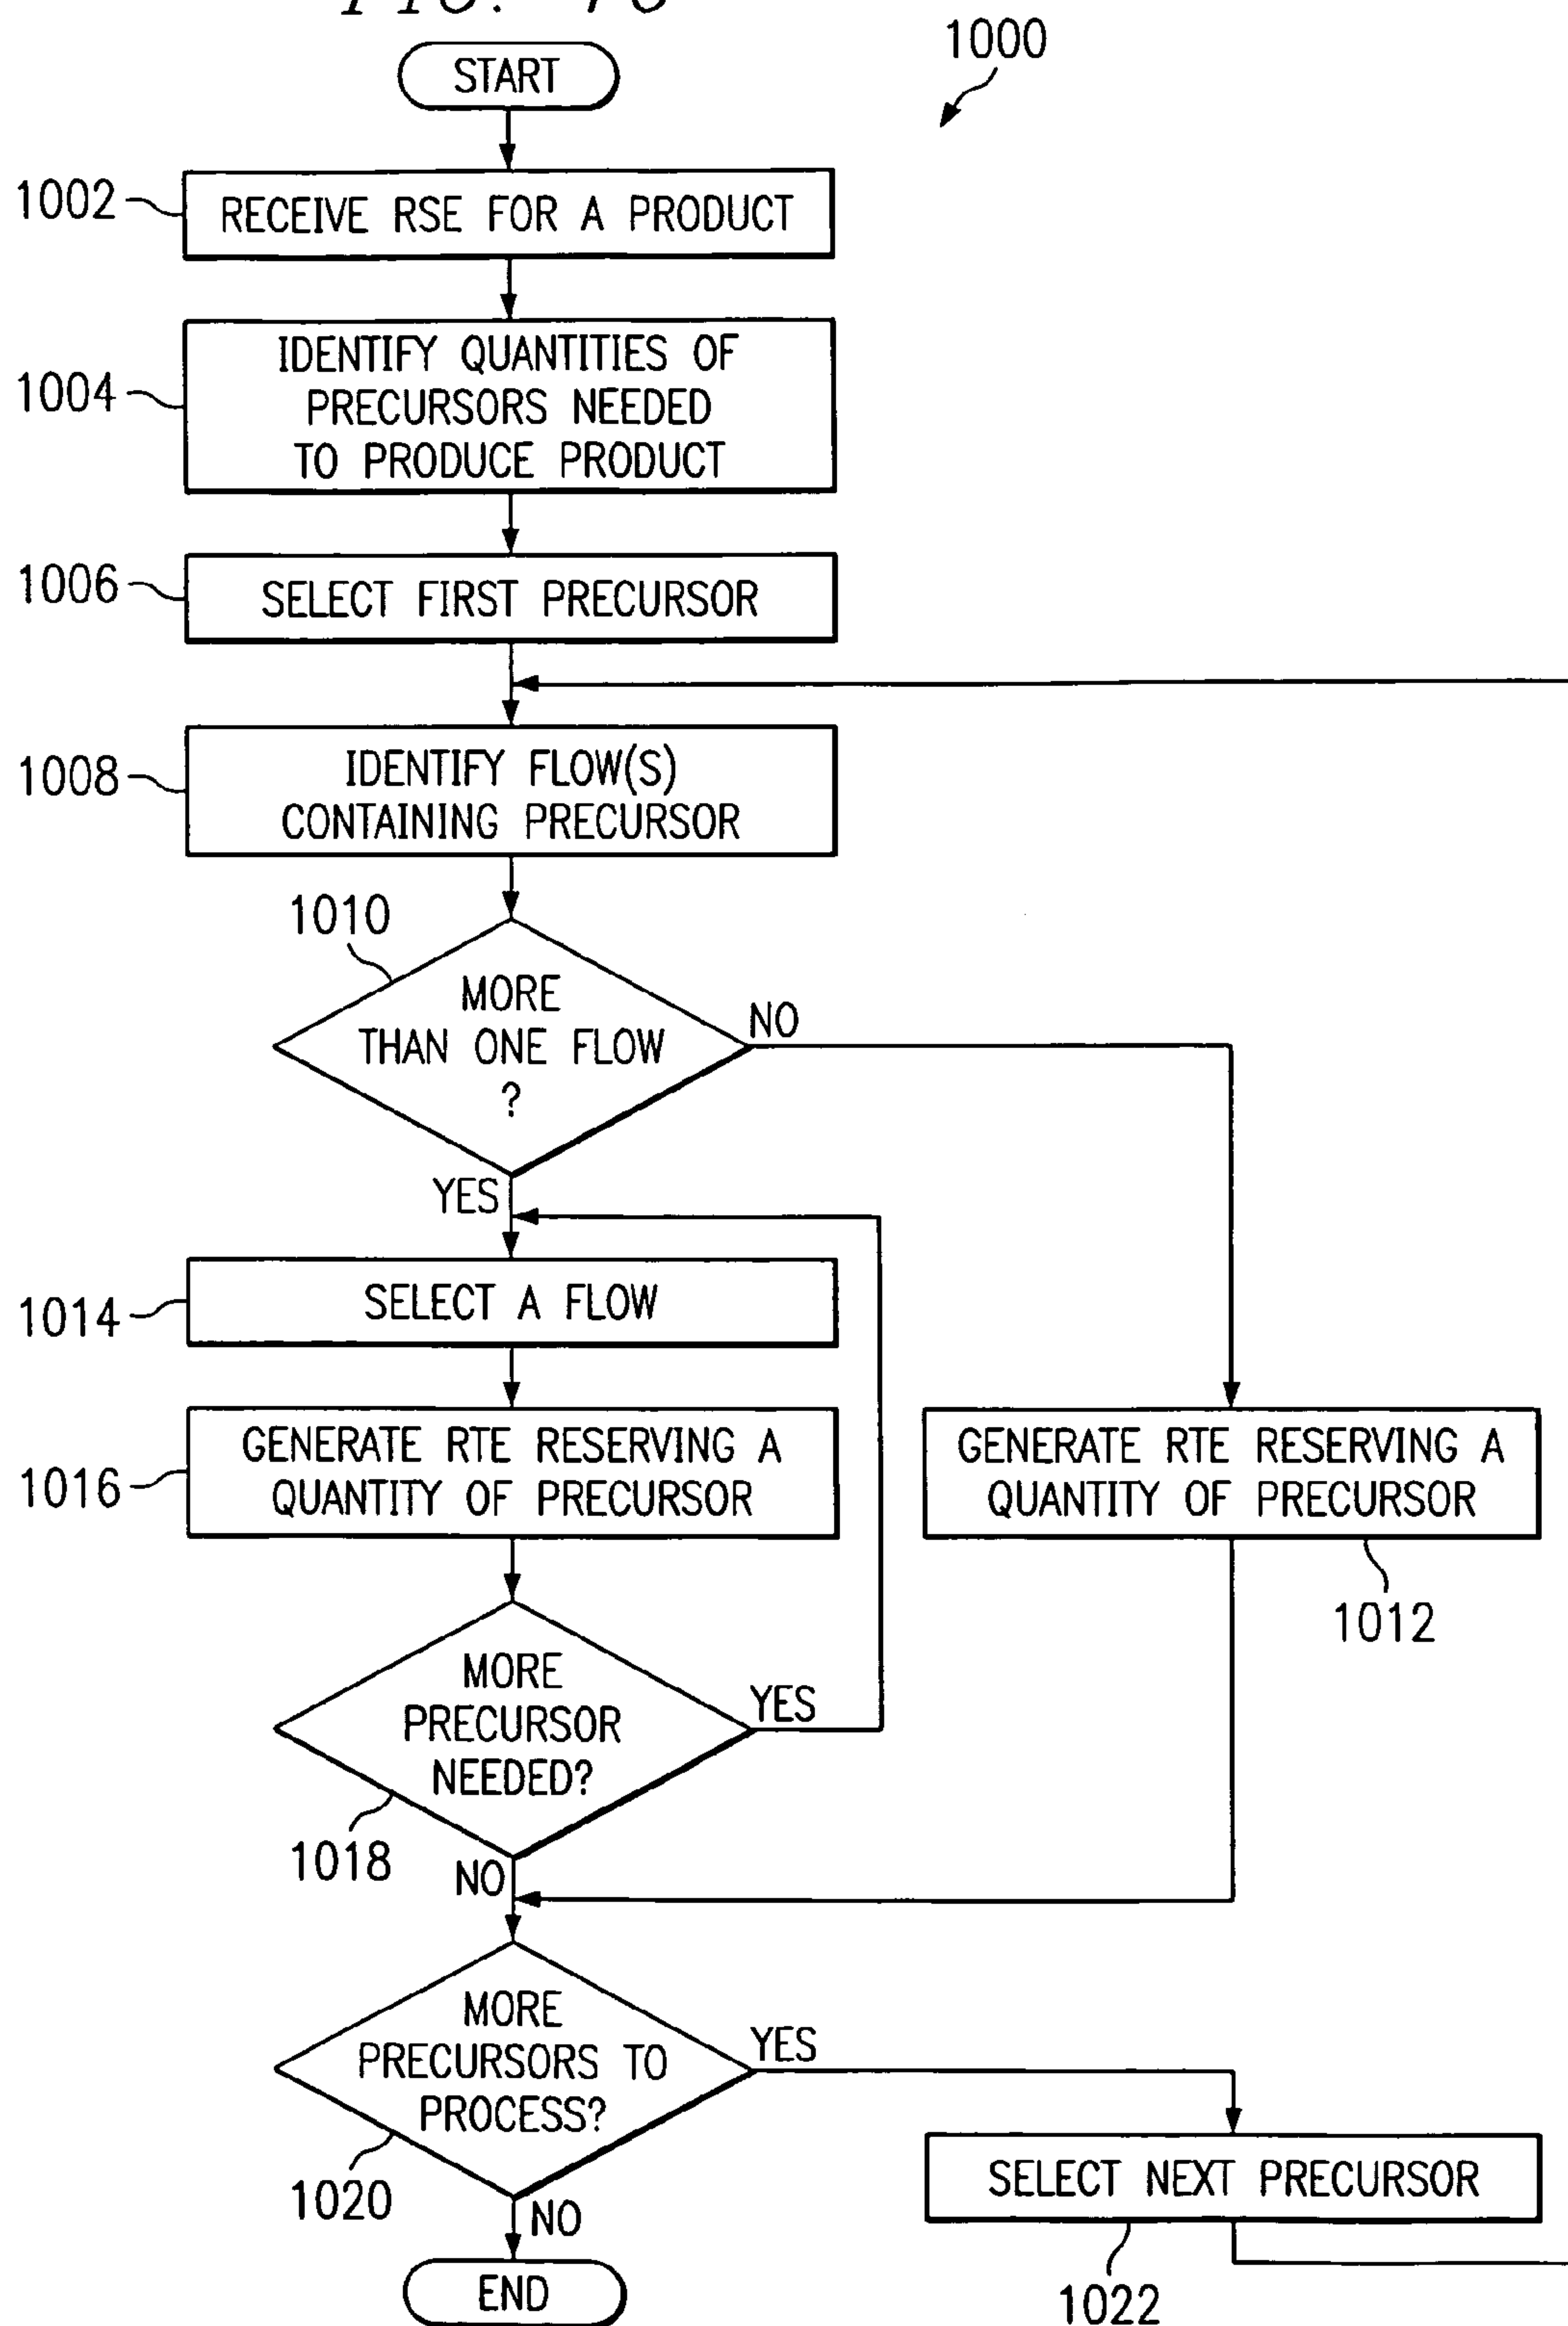 1000
START
1002
RECEIVE RSE FOR A PRODUCT
1004
IDENTIFY QUANTITIES OF
PRECURSORS NEEDED
TO PRODUCE PRODUCT
1006
SELECT FIRST PRECURSOR
1008
IDENTIFY FLOW(S)
CONTAINING PRECURSOR
1010
MORE
THAN ONE FLOW
?
NO
YES
1014
SELECT A FLOW
1016
GENERATE RTE RESERVING A
QUANTITY OF PRECURSOR
GENERATE RTE RESERVING A
QUANTITY OF PRECURSOR
1012
MORE
PRECURSOR
NEEDED?
YES
1018
NO
MORE
PRECURSORS TO
PROCESS?
YES
1020
NO
SELECT NEXT PRECURSOR
1022
END